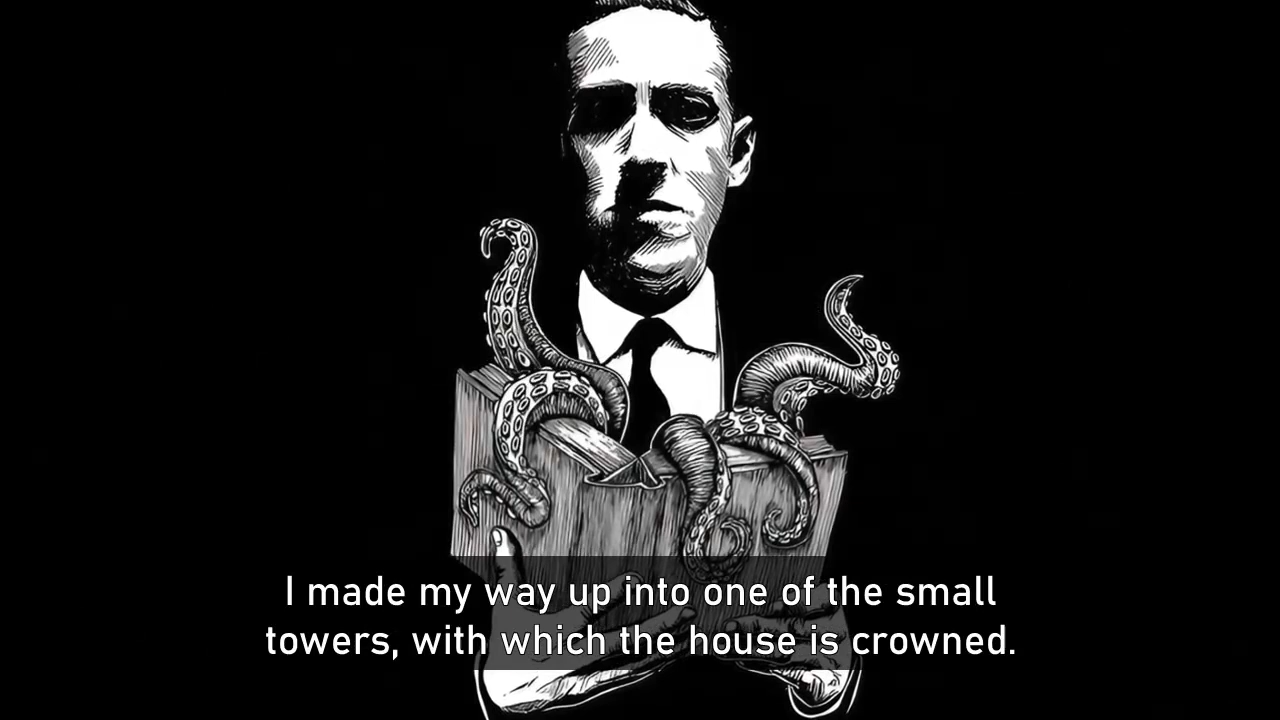 I made my way up into one of the small
towers, with which the house is crowned.